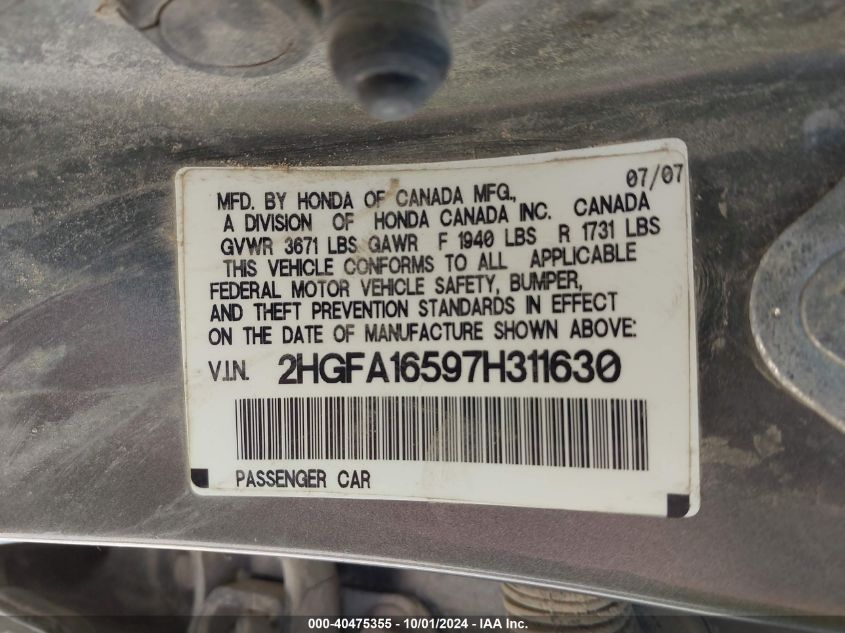 07/07
MFD. BY HONDA OF CANADA MFG.,
A DIVISION OF HONDA CANADA INC. CANADA
GVWR 3671 LBS GAWR F 1940 LBS R 1731 LBS
THIS VEHICLE CONFORMS TO ALL APPLICABLE
FEDERAL MOTOR VEHICLE SAFETY, BUMPER,
AND THEFT PREVENTION STANDARDS IN EFFECT
ON THE DATE OF MANUFACTURE SHOWN ABOVE:
V.I.N. 2HGFA16597H311630
PASSENGER CAR
000-40475355 - 10/01/2024 - IAA Inc.